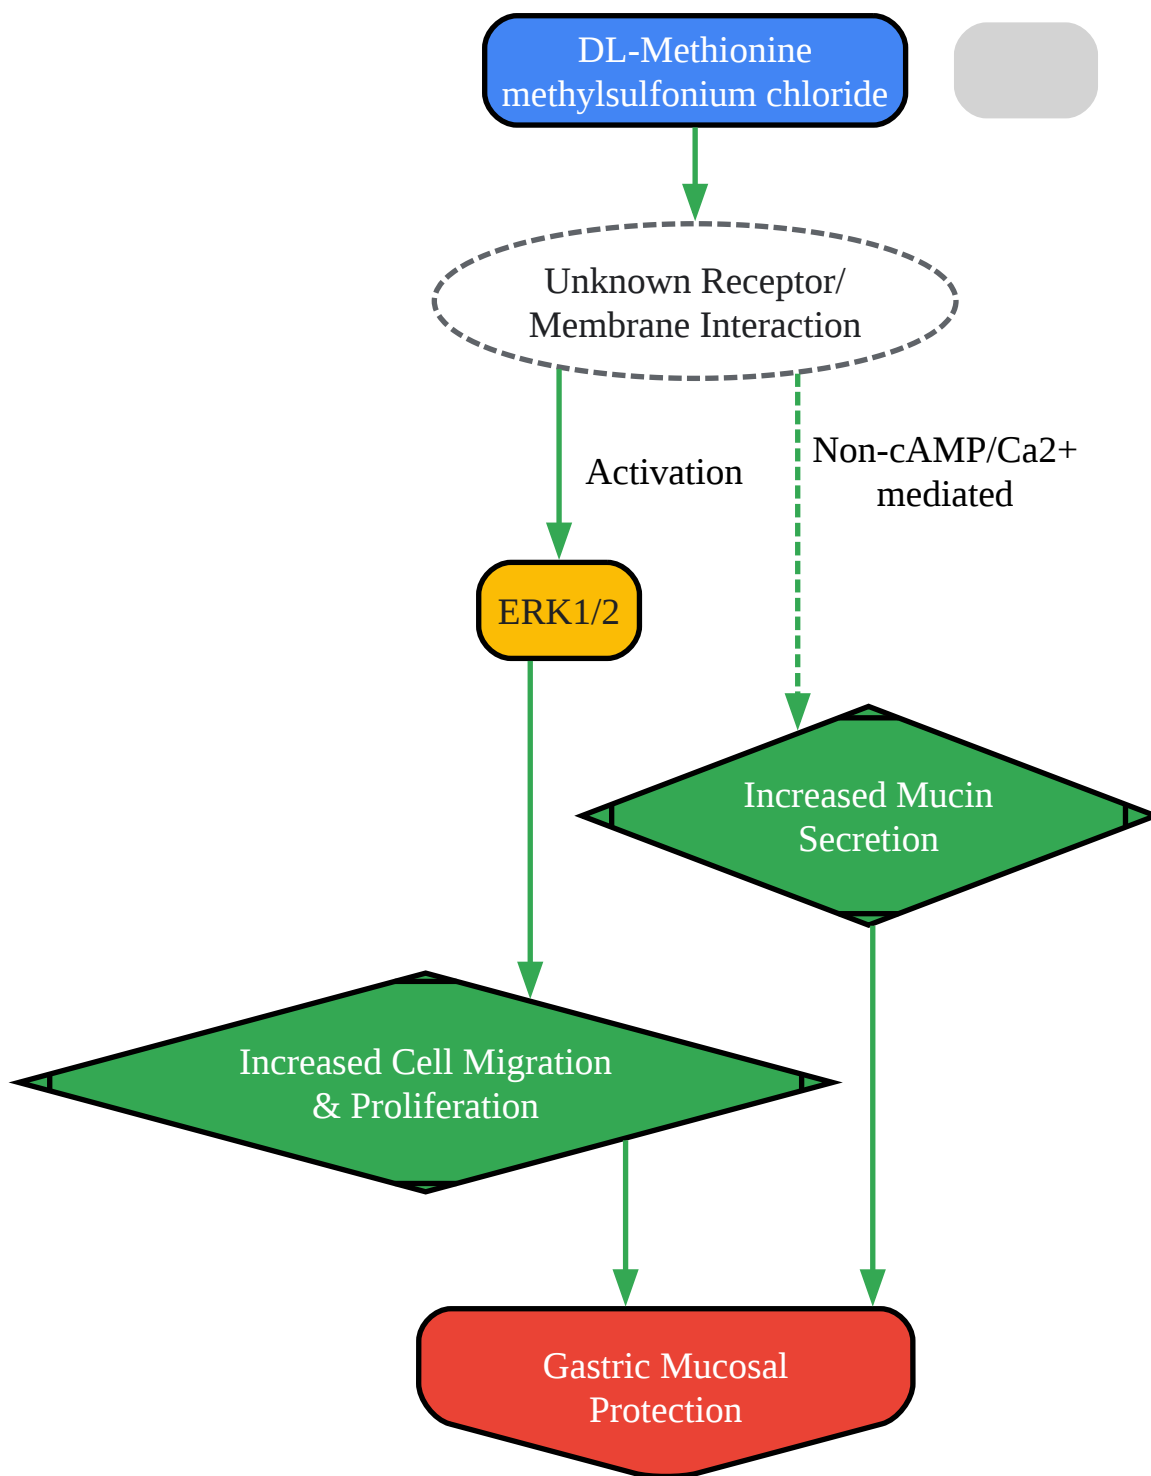 DL-Methionine
methylsulfonium chloride
Unknown Receptor/
Membrane Interaction
Activation
Non-cAMP/Ca2+
mediated
ERK1/2
Increased Mucin
Secretion
Increased Cell Migration
& Proliferation
Gastric Mucosal
Protection